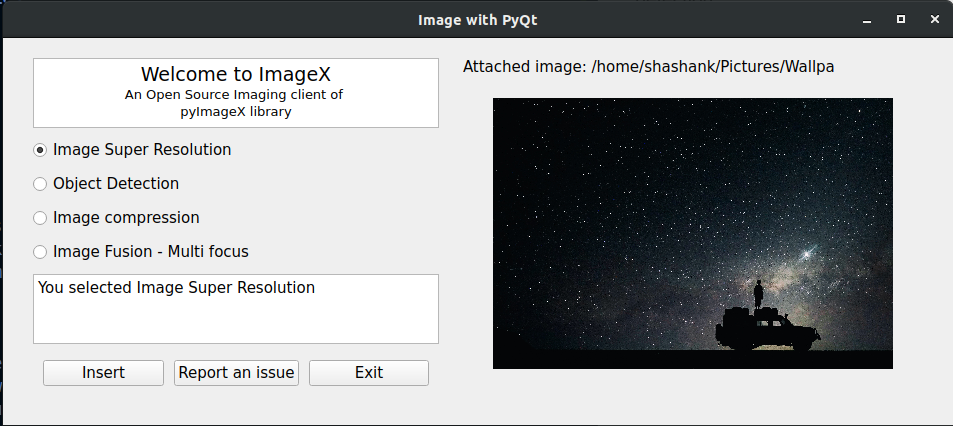 Image with PyQt
Welcome to ImageX
An Open Source Imaging client of
pyImageX library
Image Super Resolution
Object Detection
Image compression
Image Fusion - Multi focus
You selected Image Super Resolution
Insert
Report an issue
Exit
Attached image: /home/shashank/Pictures/Wallpa